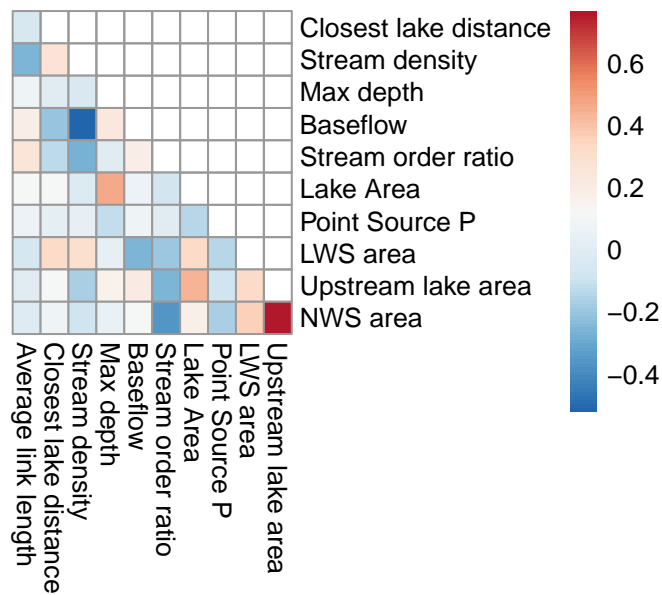 Closest lake distance
Stream density
Max depth
Baseflow
Stream order ratio
Lake Area
Point Source P
LWS area
Upstream lake area
NWS area
Average link length
Closest lake distance
Stream density
Max depth
Baseflow
Stream order ratio
Lake Area
Point Source P
LWS area
Upstream lake area
0.6
0.4
0.2
0
−0.2
−0.4